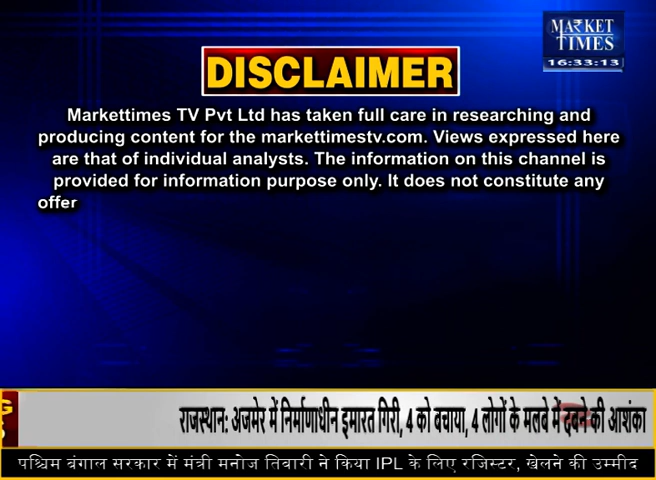 MARKET
TIMES
16:33:13
DISCLAIMER
Markettimes TV Pvt Ltd has taken full care in researching and
producing content for the markettimestv.com. Views expressed here
are that of individual analysts. The information on this channel is
provided for information purpose only. It does not constitute any
offer
राजस्थान: अजमेर में निर्माणाधीन इमारत गिरी, 4 को बचाया, 4 लोगों के मलबे में दबने की आशंका
पश्चिम बंगाल सरकार में मंत्री मनोज तिवारी ने किया IPL के लिए रजिस्टर, खेलने की उम्मीद